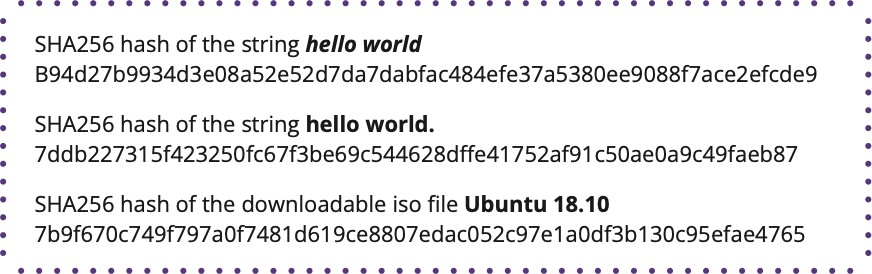 SHA256 hash of the string hello world
B94d27b9934d3e08a52e52d7da7dabfac484efe37a5380ee9088f7ace2efcde9
SHA256 hash of the string hello world.
7ddb227315f423250fc67f3be69c544628dffe41752af91c50ae0a9c49faeb87
SHA256 hash of the downloadable iso file Ubuntu 18.10
7b9f670c749f797a0f7481d619ce8807edac052c97e1a0df3b130c95efae4765